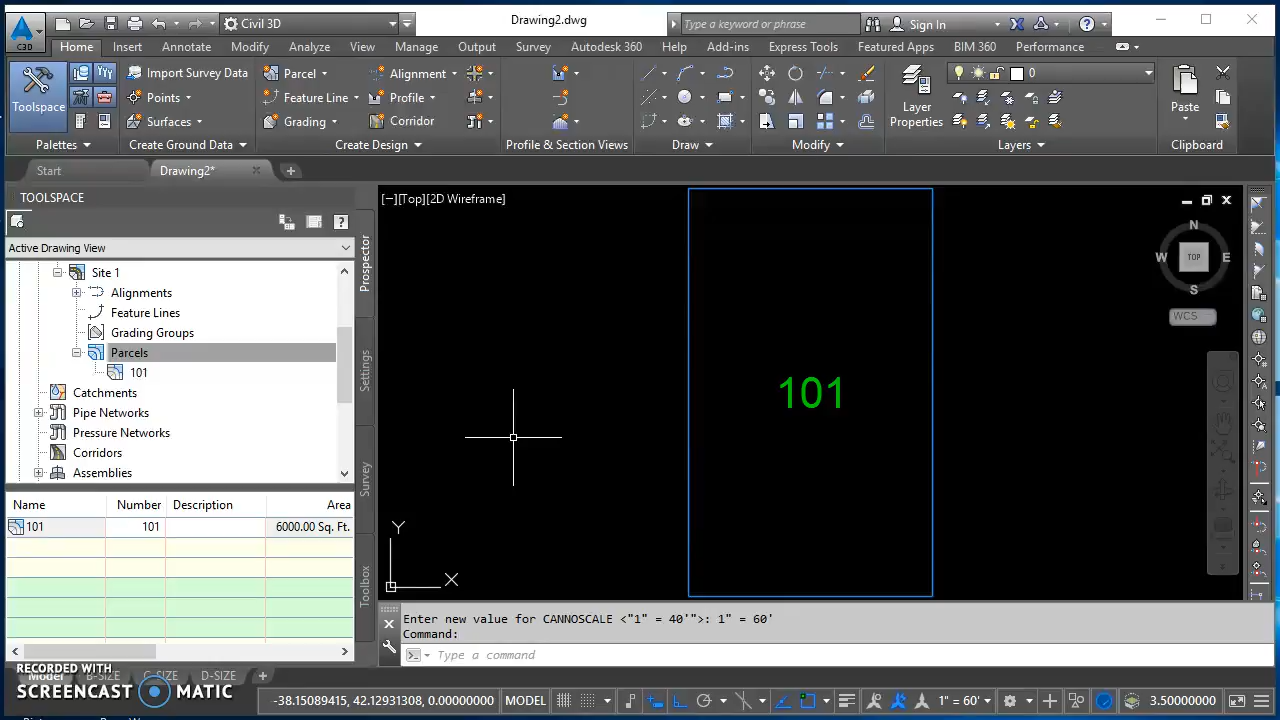 Civil 3D
Drawing2.dwg
Type a keyword or phrase
Sign In
C3D
Home Insert Annotate Modify Analyze View Manage Output Survey Autodesk 360 Help Add-ins Express Tools Featured Apps BIM 360 Performance
Toolspace
Import Survey Data
Points
Surfaces
Parcel
Feature Line
Grading
Alignment
Profile
Corridor
Layer
Properties
0
Paste
Palettes
Create Ground Data
Create Design
Profile & Section Views
Draw
Modify
Layers
Clipboard
Start
Drawing2*
TOOLSPACE
Active Drawing View
Site 1
Alignments
Feature Lines
Grading Groups
Parcels
101
Catchments
Pipe Networks
Pressure Networks
Corridors
Assemblies
Name Number Description Area
101 101 6000.00 Sq. Ft.
Prospector
Settings
Survey
Toolbox
[−][Top][2D Wireframe]
101
N
W TOP E
S
WCS
Y
X
Enter new value for CANNOSCALE <"1" = 40'">: 1" = 60'
Command:
Type a command
Model B-SIZE C-SIZE D-SIZE
RECORDED WITH
SCREENCAST MATIC
-38.15089415, 42.12931308, 0.00000000 MODEL 1" = 60' 3.50000000